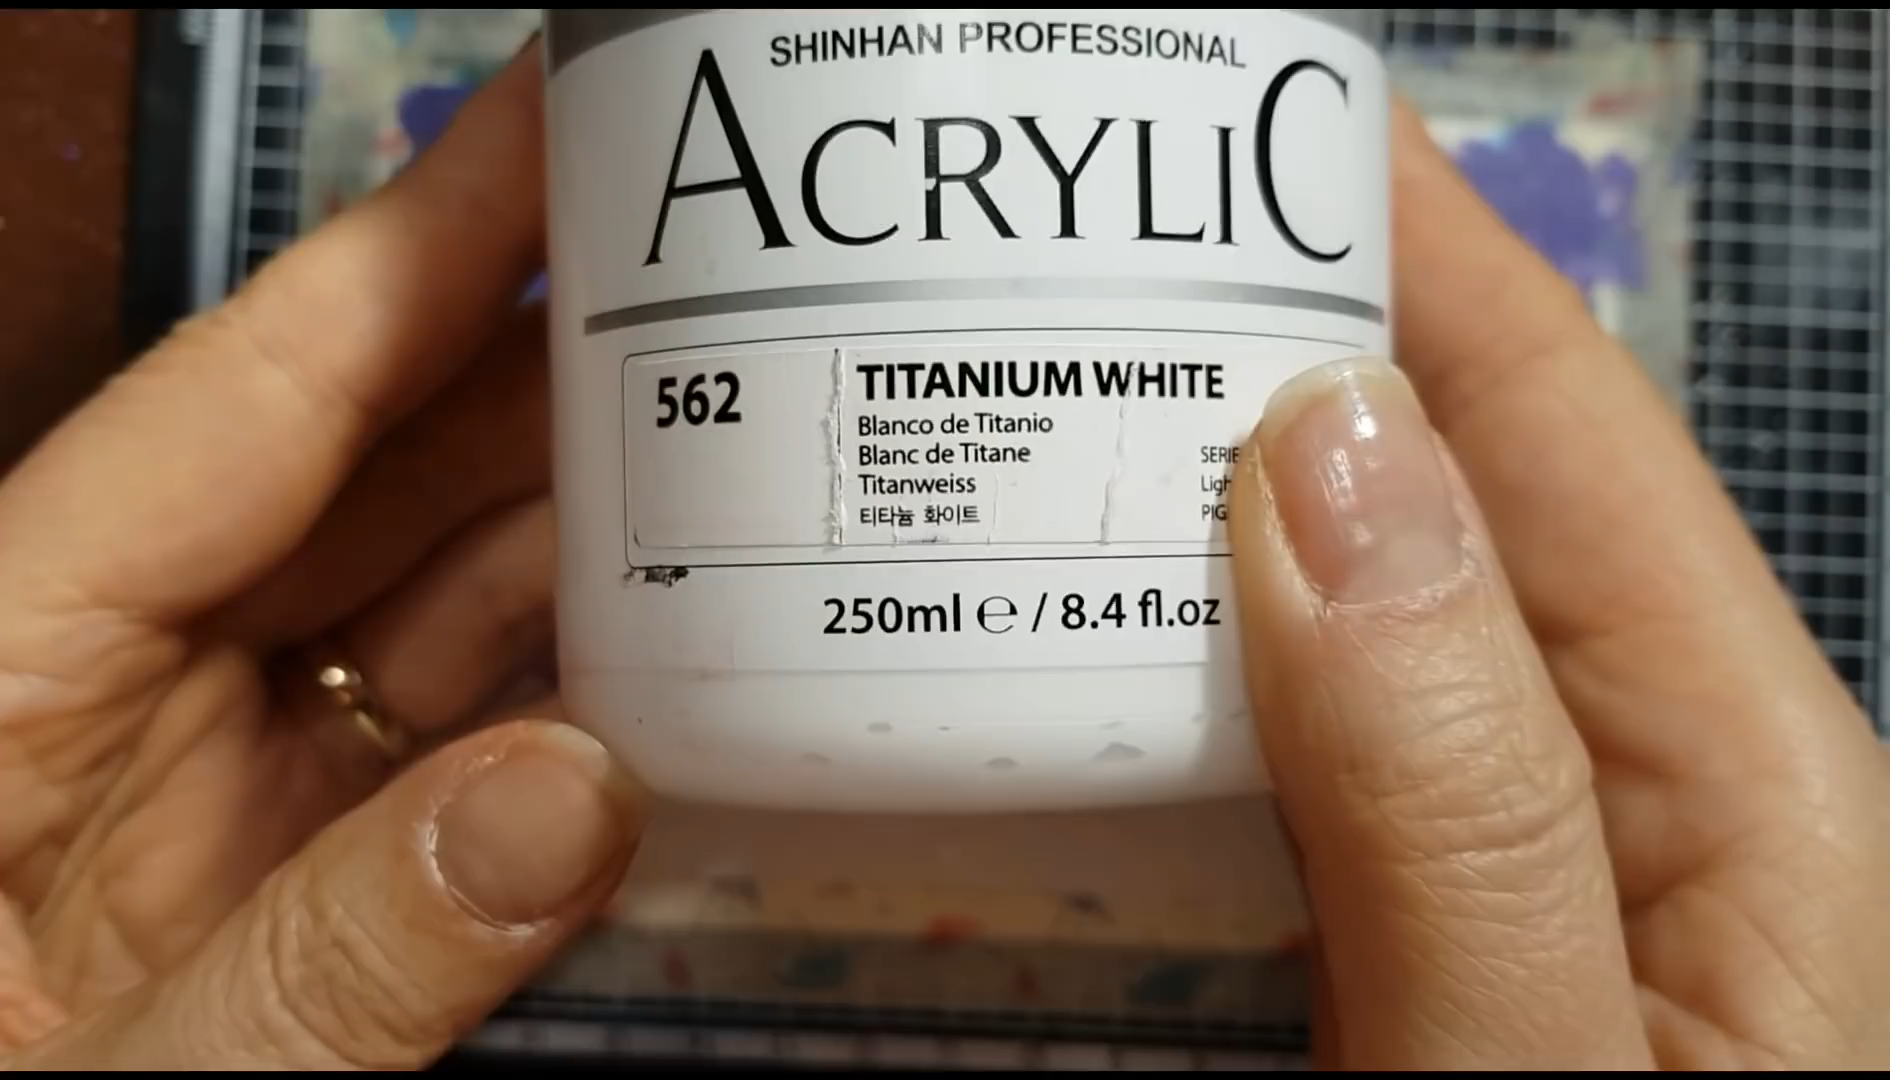 SHINHAN PROFESSIONAL
ACRYLIC
562
TITANIUM WHITE
Blanco de Titanio
Blanc de Titane
Titanweiss
티타늄 화이트
250ml ℮ / 8.4 fl.oz